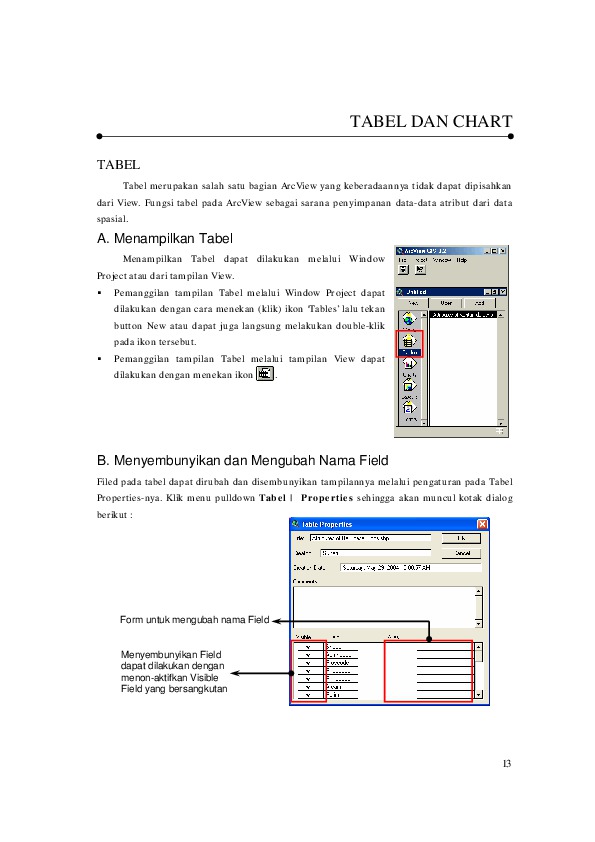 TABEL DAN CHART
TABEL
Tabel merupakan salah satu bagian ArcView yang keberadaannya tidak dapat dipisahkan
dari View. Fungsi tabel pada ArcView sebagai sarana penyimpanan data-data atribut dari data
spasial.
A. Menampilkan Tabel
Menampilkan Tabel dapat dilakukan melalui Window
Project atau dari tampilan View.
▪ Pemanggilan tampilan Tabel melalui Window Project dapat
dilakukan dengan cara menekan (klik) ikon 'Tables' lalu tekan
button New atau dapat juga langsung melakukan double-klik
pada ikon tersebut.
▪ Pemanggilan tampilan Tabel melalui tampilan View dapat
dilakukan dengan menekan ikon .
ArcView GIS 3.2
Window Help
Untitled
New Open Add
B. Menyembunyikan dan Mengubah Nama Field
Filed pada tabel dapat dirubah dan disembunyikan tampilannya melalui pengaturan pada Tabel
Properties-nya. Klik menu pulldown Tabel | Properties sehingga akan muncul kotak dialog
berikut :
Table Properties
Title:
OK
Cancel
Creation Date:
Saturday, May 29, 2004
Comments:
Visible
Alias
Form untuk mengubah nama Field
Menyembunyikan Field
dapat dilakukan dengan
menon-aktifkan Visible
Field yang bersangkutan
13